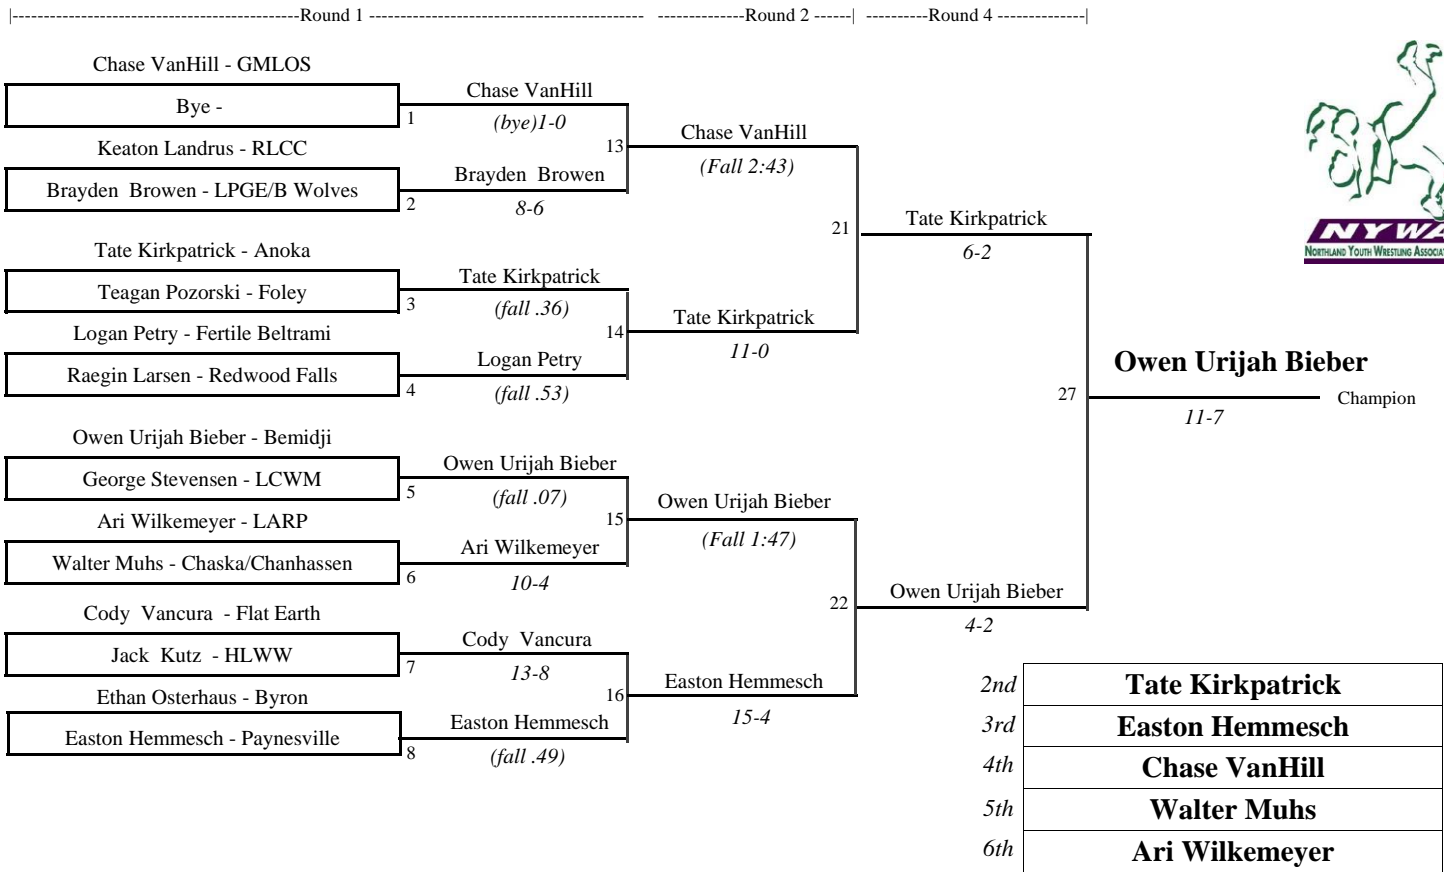 |--------------------------------------------Round 1 ------------------------------------------ --------------Round 2 ------| ----------Round 4 --------------|
Chase VanHill - GMLOS
Bye -
1
Keaton Landrus - RLCC
Brayden  Browen - LPGE/B Wolves
2
Tate Kirkpatrick - Anoka
Teagan Pozorski - Foley
3
Logan Petry - Fertile Beltrami
Raegin Larsen - Redwood Falls
4
Owen Urijah Bieber - Bemidji
George Stevensen - LCWM
5
Ari Wilkemeyer - LARP
Walter Muhs - Chaska/Chanhassen
6
Cody  Vancura  - Flat Earth
Jack  Kutz  - HLWW
7
Ethan Osterhaus - Byron
Easton Hemmesch - Paynesville
8
Chase VanHill
(bye)1-0
13
Brayden  Browen
8-6
Tate Kirkpatrick
(fall .36)
14
Logan Petry
(fall .53)
Owen Urijah Bieber
(fall .07)
15
Ari Wilkemeyer
10-4
Cody  Vancura
13-8
16
Easton Hemmesch
(fall .49)
Chase VanHill
(Fall 2:43)
21
Tate Kirkpatrick
11-0
Owen Urijah Bieber
(Fall 1:47)
22
Easton Hemmesch
15-4
Tate Kirkpatrick
6-2
27
Owen Urijah Bieber
4-2
NYWA
Northland Youth Wrestling
Owen Urijah Bieber
Champion
11-7
2nd Tate Kirkpatrick
3rd Easton Hemmesch
4th Chase VanHill
5th Walter Muhs
6th Ari Wilkemeyer